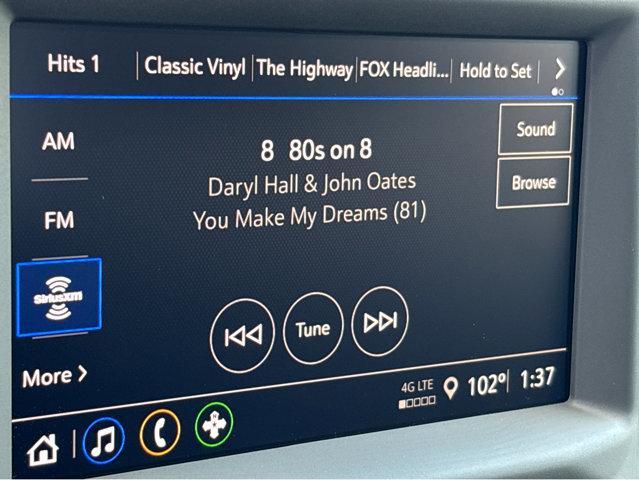 Hits 1 Classic Vinyl The Highway FOX Headli... Hold to Set
Sound
AM
8 80s on 8
Daryl Hall & John Oates
Browse
FM
You Make My Dreams (81)
SiriusXM
Tune
More
4G LTE 102° 1:37